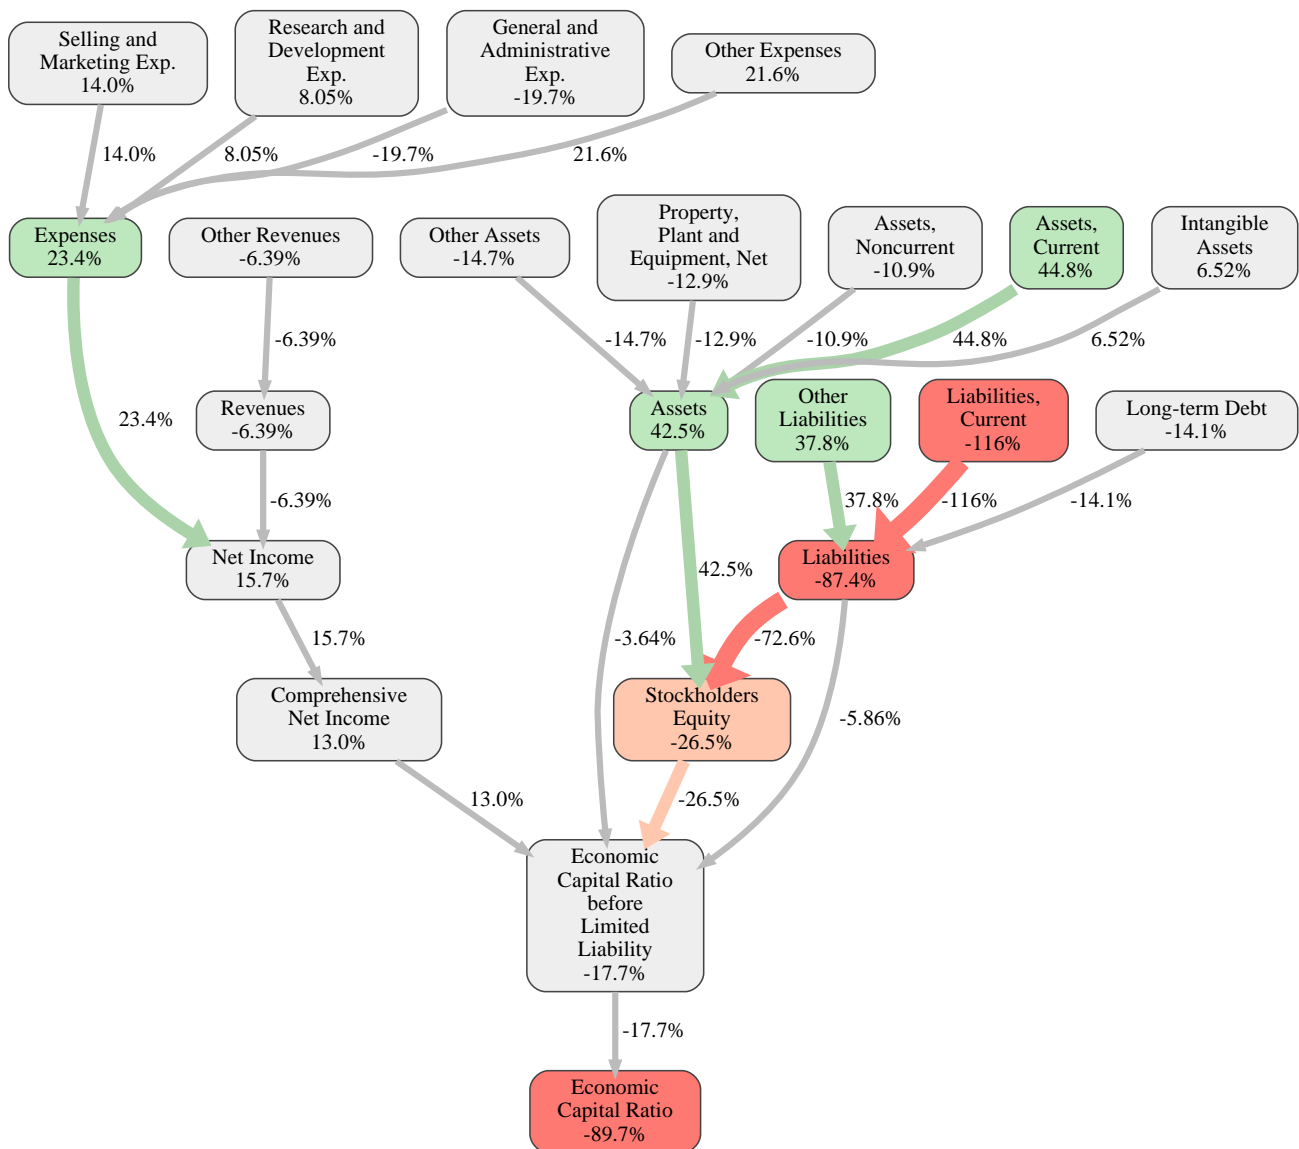 Selling and
Marketing Exp.
14.0%
Research and
Development
Exp.
8.05%
General and
Administrative
Exp.
-19.7%
Other Expenses
21.6%
14.0%
8.05%
-19.7%
21.6%
Expenses
23.4%
Other Revenues
-6.39%
Other Assets
-14.7%
Property,
Plant and
Equipment, Net
-12.9%
Assets,
Noncurrent
-10.9%
Assets,
Current
44.8%
Intangible
Assets
6.52%
-6.39%
-14.7%
-12.9%
-10.9%
44.8%
6.52%
23.4%
Revenues
-6.39%
Assets
42.5%
Other
Liabilities
37.8%
Liabilities,
Current
-116%
Long-term Debt
-14.1%
-6.39%
37.8%
-116%
-14.1%
Net Income
15.7%
42.5%
Liabilities
-87.4%
15.7%
-3.64%
-72.6%
Comprehensive
Net Income
13.0%
Stockholders
Equity
-26.5%
-5.86%
13.0%
-26.5%
Economic
Capital Ratio
before
Limited
Liability
-17.7%
-17.7%
Economic
Capital Ratio
-89.7%